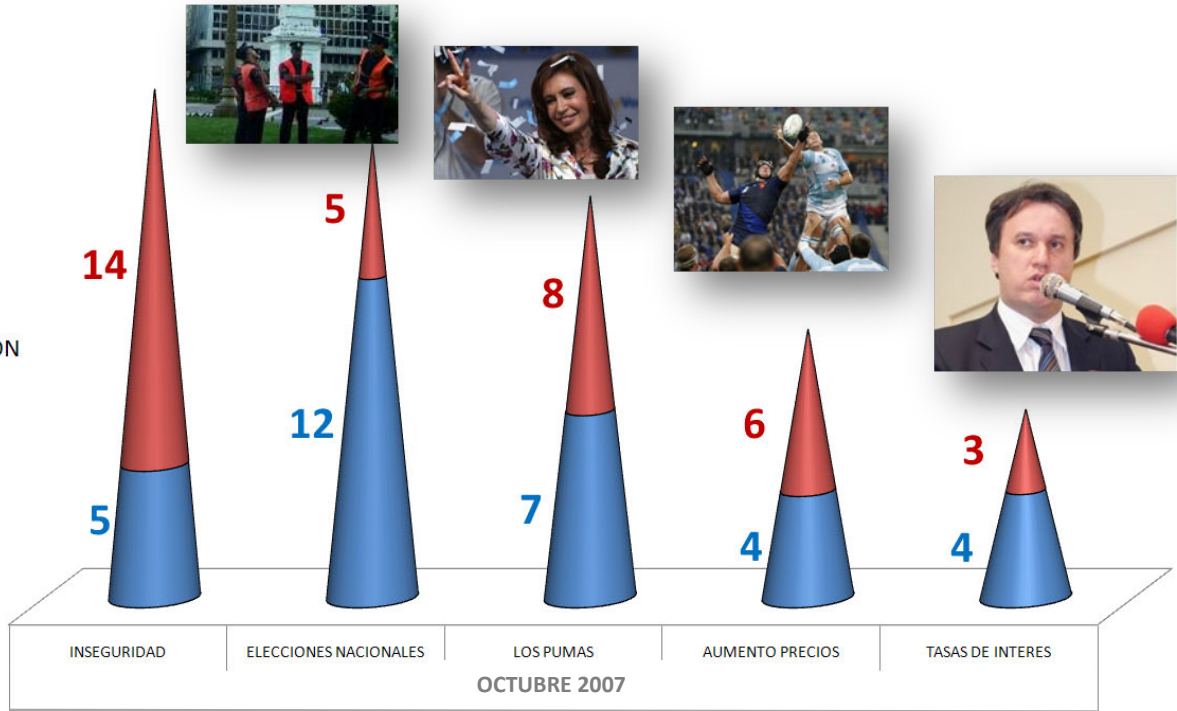 5
14
8
ON
12
6
3
5
7
4
4
INSEGURIDAD
ELECCIONES NACIONALES
LOS PUMAS
AUMENTO PRECIOS
TASAS DE INTERES
OCTUBRE 2007